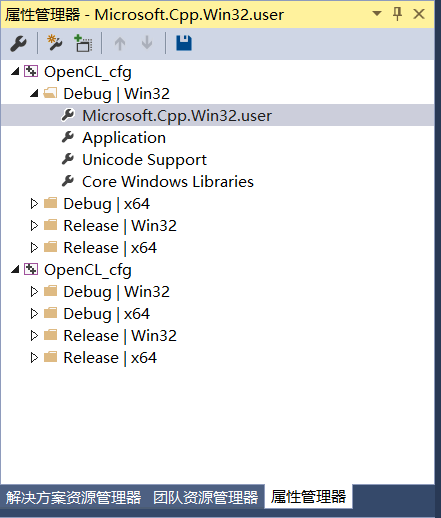 属性管理器 - Microsoft.Cpp.Win32.user
OpenCL_cfg
Debug | Win32
Microsoft.Cpp.Win32.user
Application
Unicode Support
Core Windows Libraries
Debug | x64
Release | Win32
Release | x64
OpenCL_cfg
Debug | Win32
Debug | x64
Release | Win32
Release | x64
解决方案资源管理器 团队资源管理器 属性管理器